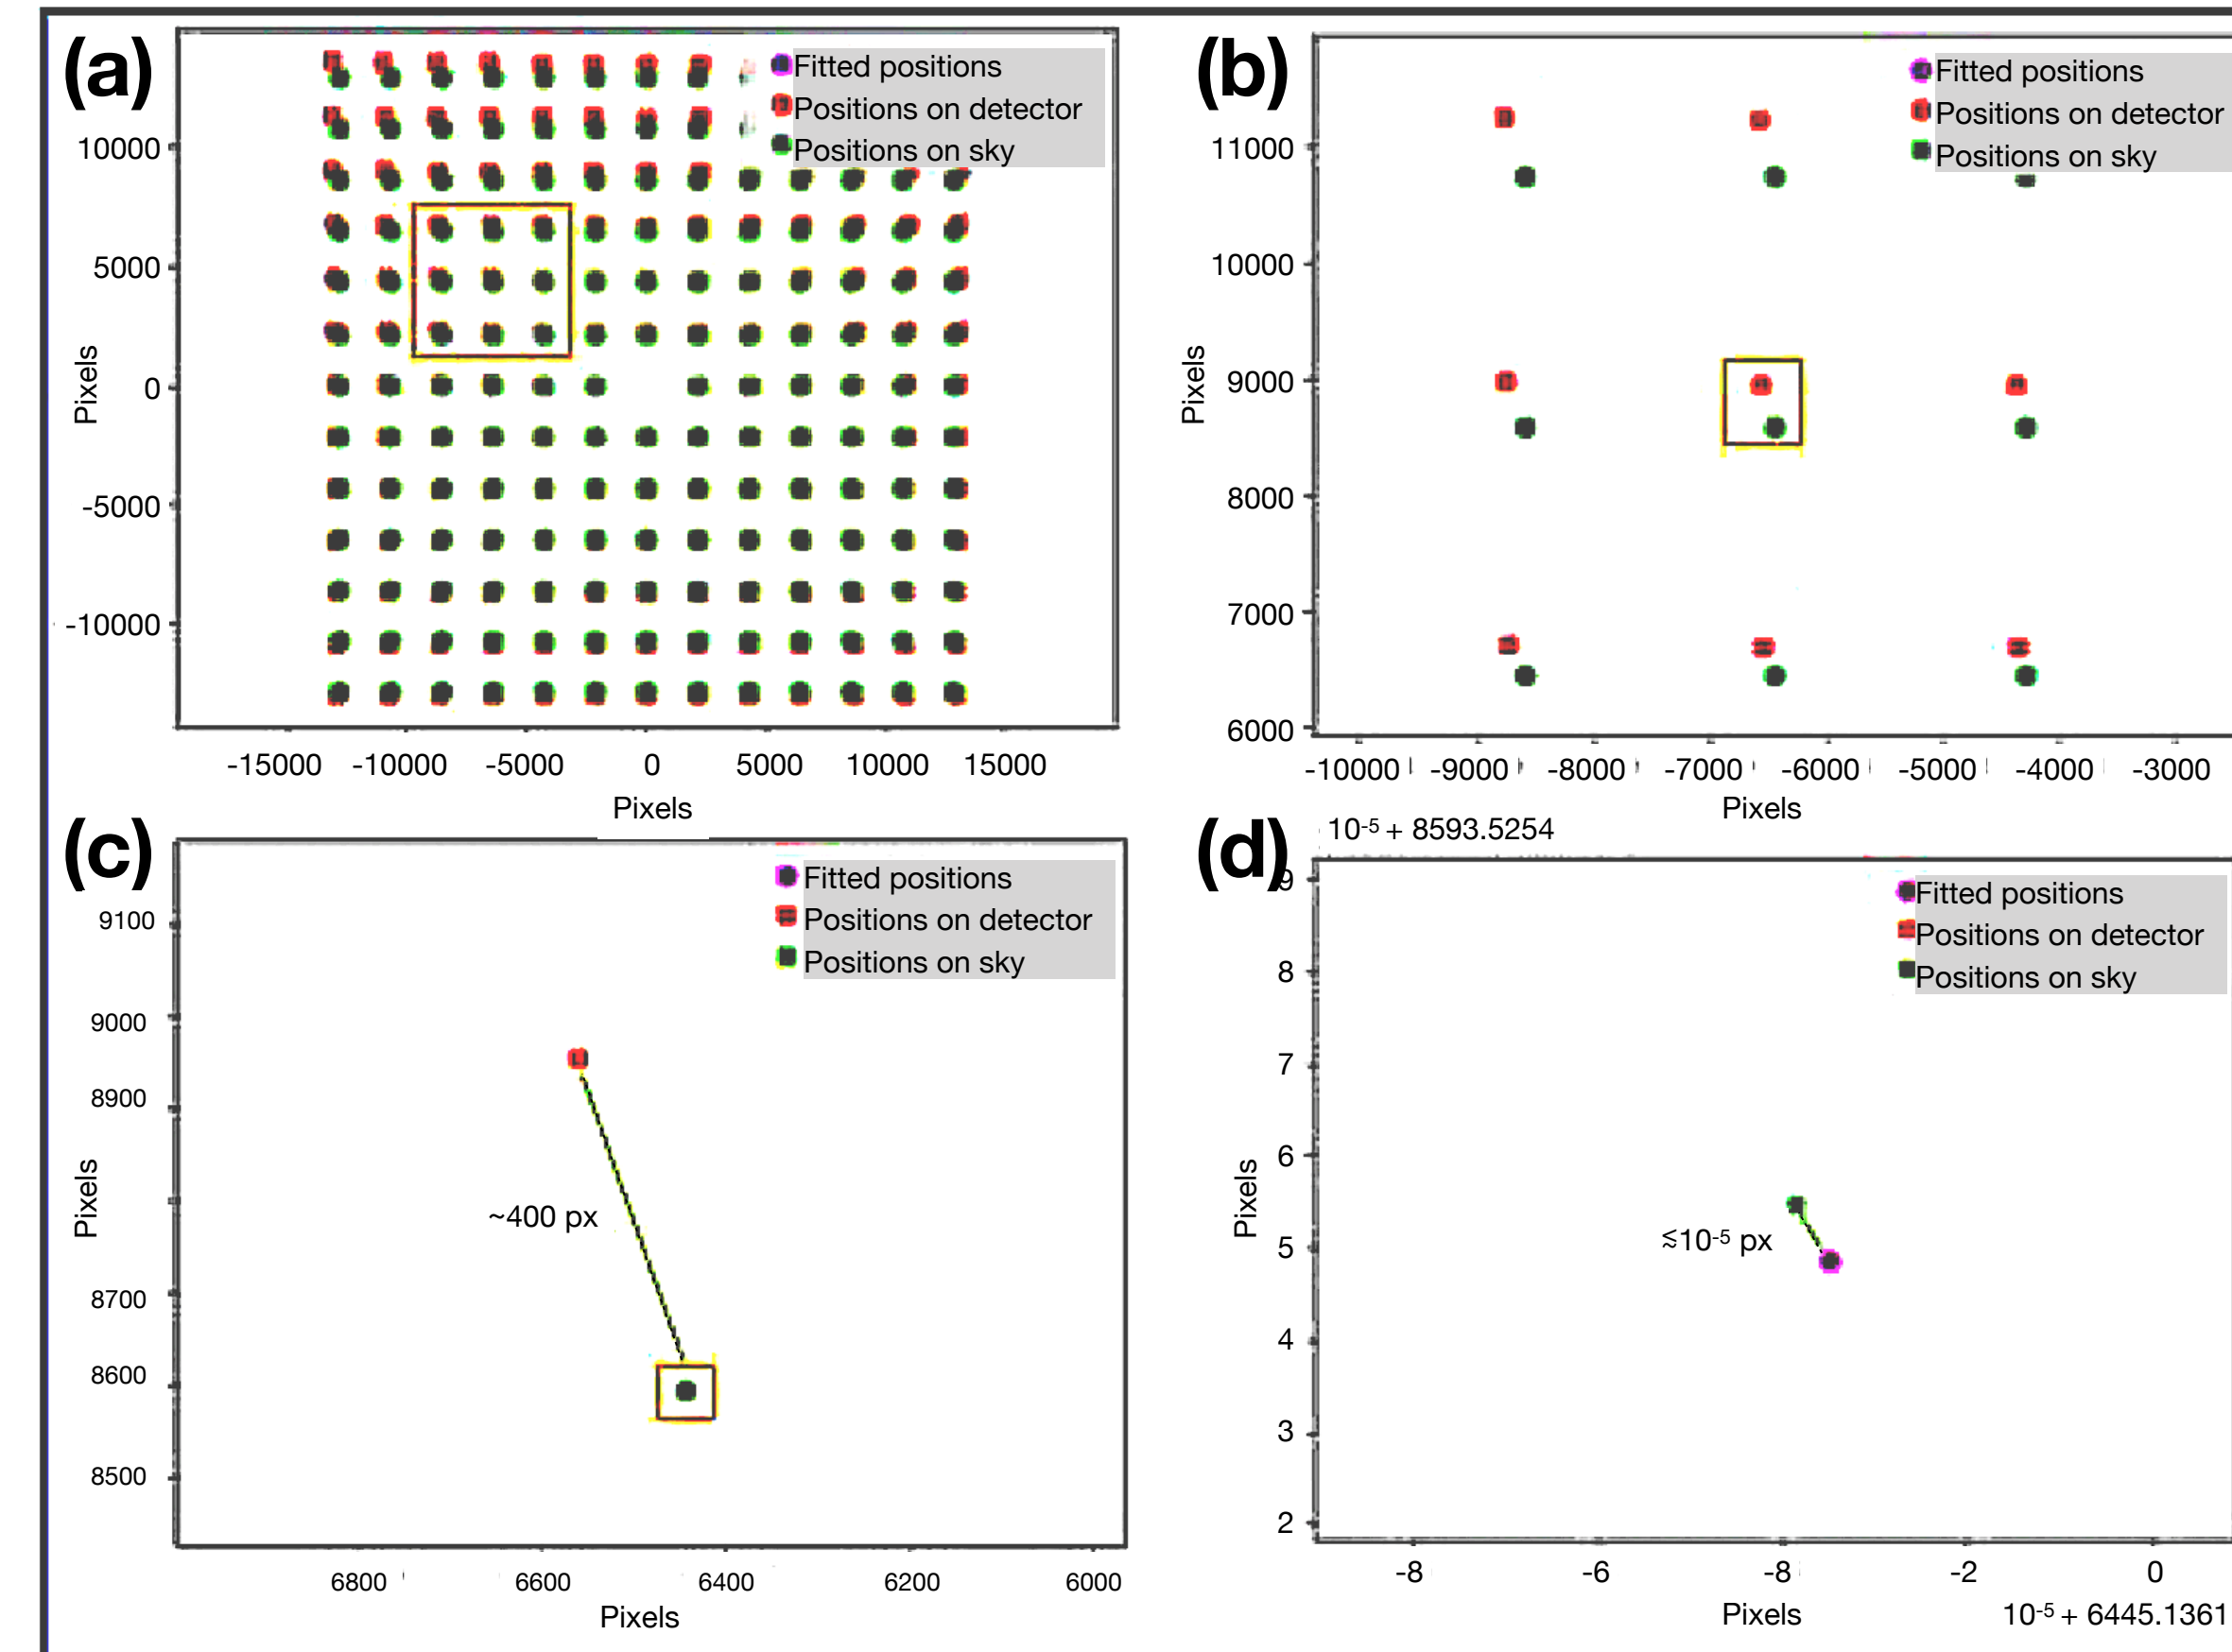 (a)
Fitted positions
Positions on detector
Positions on sky
10000
5000
0
-5000
-10000
Pixels
-15000 -10000 -5000 0 5000 10000 15000
Pixels
(b)
Fitted positions
Positions on detector
Positions on sky
11000
10000
9000
8000
7000
6000
Pixels
-10000 -9000 -8000 -7000 -6000 -5000 -4000 -3000
Pixels
(c)
Fitted positions
Positions on detector
Positions on sky
9100
9000
8900
8700
8600
8500
Pixels
~400 px
6800 6600 6400 6200 6000
Pixels
(d)
10-5 + 8593.5254
Fitted positions
Positions on detector
Positions on sky
9
8
7
6
5
4
3
2
Pixels
≲10-5 px
-8 -6 -8 -2 0
Pixels
10-5 + 6445.1361